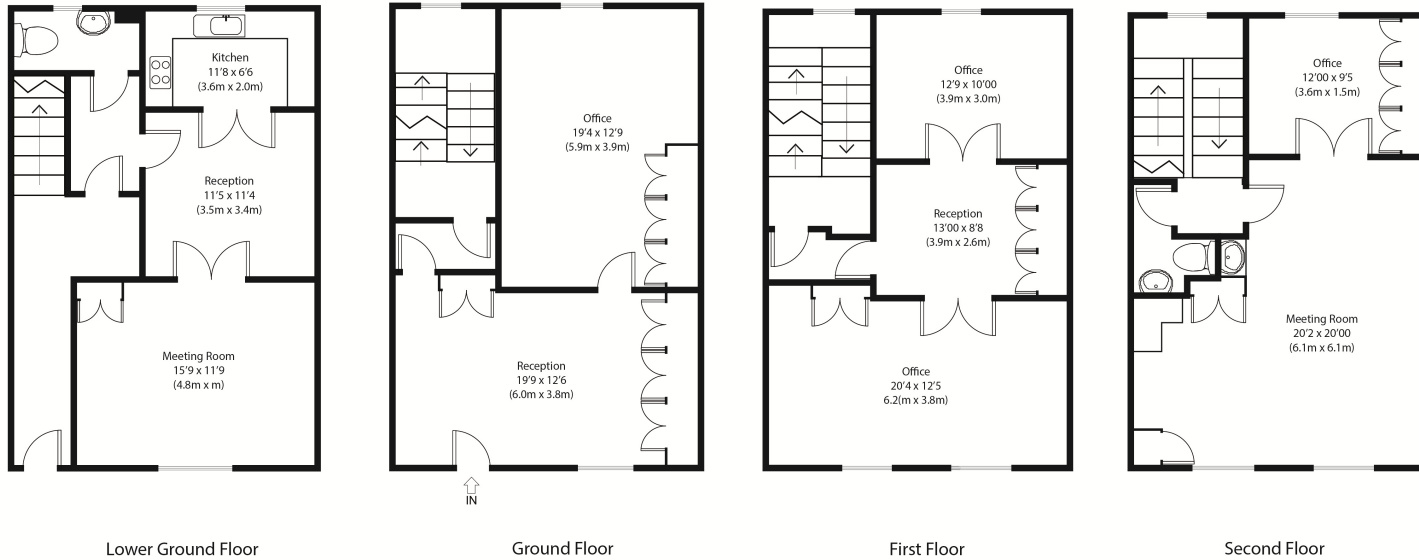 Kitchen
11'8 x 6'6
(3.6m x 2.0m)
Reception
11'5 x 11'4
(3.5m x 3.4m)
Meeting Room
15'9 x 11'9
(4.8m x m)
Lower Ground Floor
Office
19'4 x 12'9
(5.9m x 3.9m)
Reception
19'9 x 12'6
(6.0m x 3.8m)
IN
Ground Floor
Office
12'9 x 10'00
(3.9m x 3.0m)
Reception
13'00 x 8'8
(3.9m x 2.6m)
Office
20'4 x 12'5
6.2(m x 3.8m)
First Floor
Office
12'00 x 9'5
(3.6m x 1.5m)
Meeting Room
20'2 x 20'00
(6.1m x 6.1m)
Second Floor